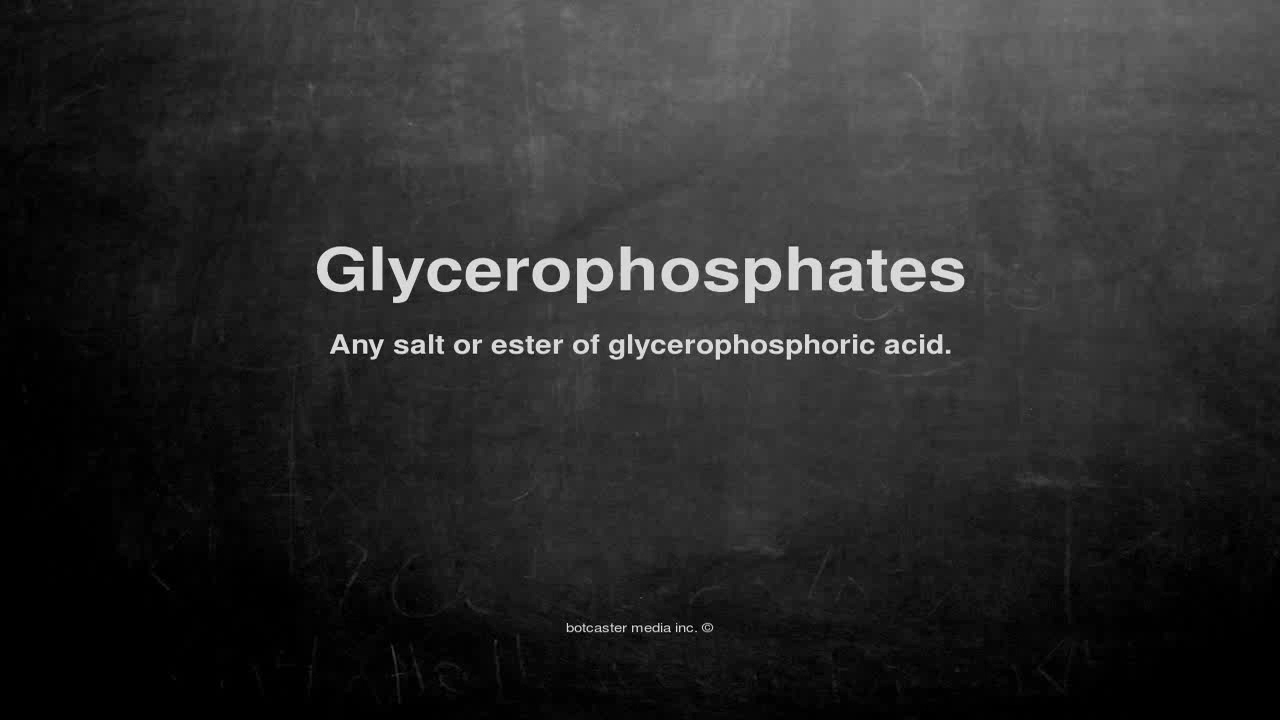 Glycerophosphates
Any salt or ester of glycerophosphoric acid.
botcaster media inc. ©